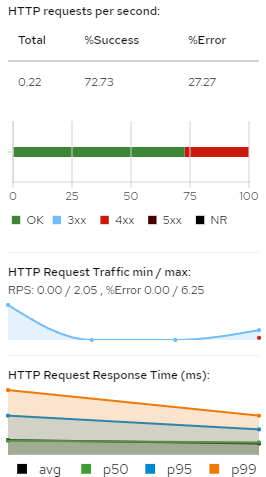 HTTP requests per second:
Total %Success %Error
0.22 72.73 27.27
0 25 50 75 100
OK 3xx 4xx 5xx NR
HTTP Request Traffic min / max:
RPS: 0.00 / 2.05 , %Error 0.00 / 6.25
HTTP Request Response Time (ms):
avg p50 p95 p99